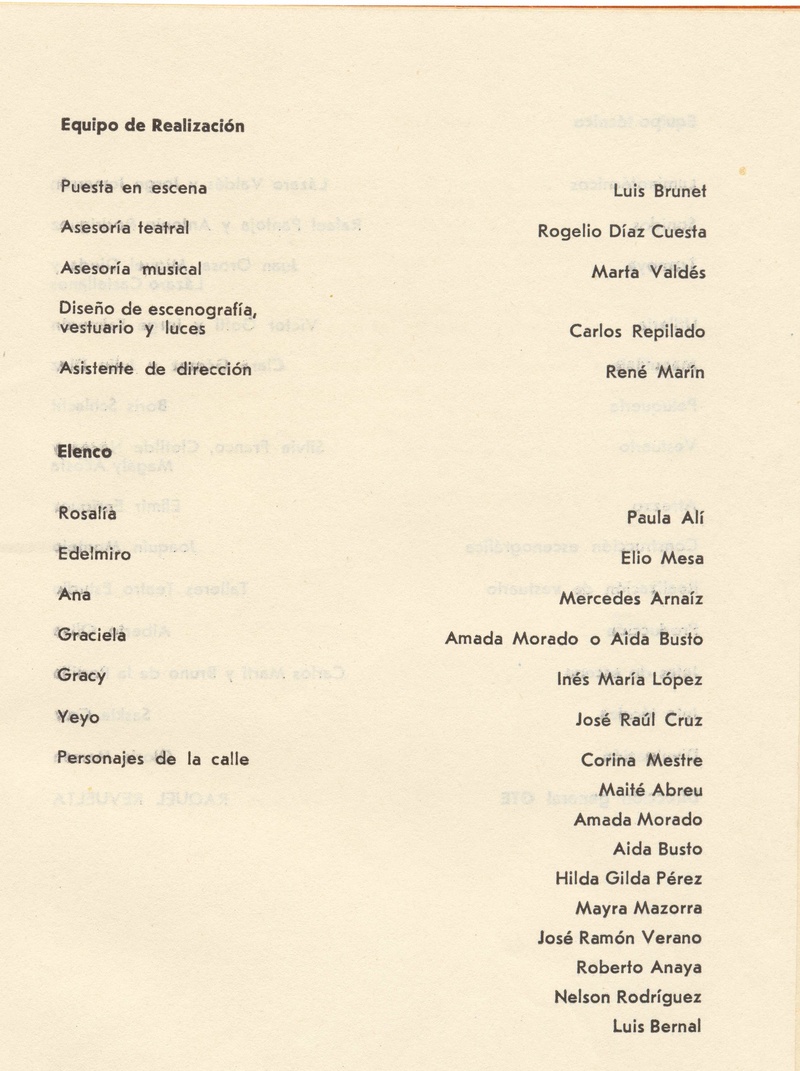 Equipo de Realización
Puesta en escena Luis Brunet
Asesoría teatral Rogelio Díaz Cuesta
Asesoría musical Marta Valdés
Diseño de escenografía,
vestuario y luces Carlos Repilado
Asistente de dirección René Marín
Elenco
Rosalía Paula Alí
Edelmiro Elio Mesa
Ana Mercedes Arnaíz
Graciela Amada Morado o Aida Busto
Gracy Inés María López
Yeyo José Raúl Cruz
Personajes de la calle Corina Mestre
Maité Abreu
Amada Morado
Aida Busto
Hilda Gilda Pérez
Mayra Mazorra
José Ramón Verano
Roberto Anaya
Nelson Rodríguez
Luis Bernal